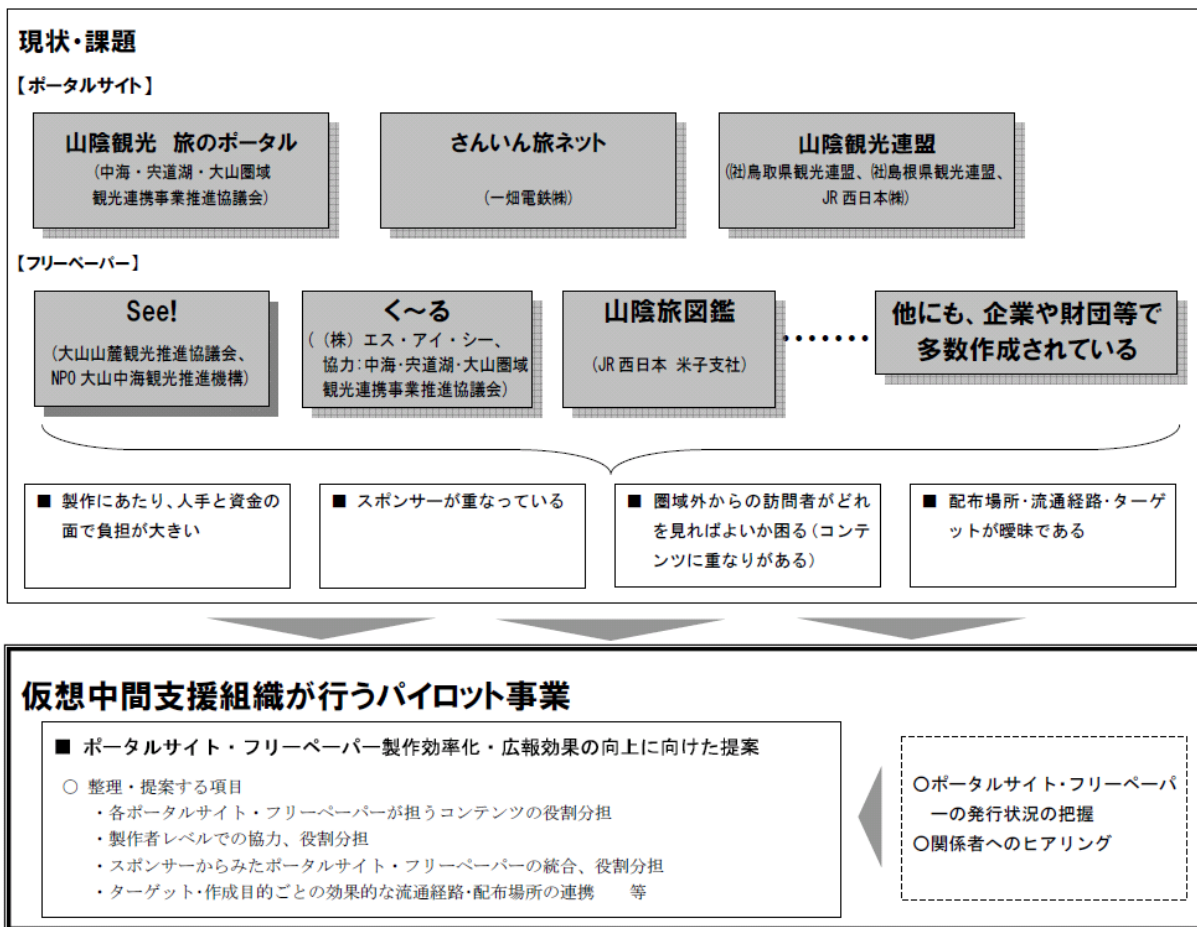 現状・課題
【ポータルサイト】
山陰観光 旅のポータル
(中海・宍道湖・大山圏域
観光連携事業推進協議会)
さんいん旅ネット
(一畑電鉄㈱)
山陰観光連盟
(㈳鳥取県観光連盟、㈳島根県観光連盟、
JR西日本㈱)
【フリーペーパー】
See!
(大山山麓観光推進協議会、
NPO大山中海観光推進機構)
く～る
((株)エス・アイ・シー、
協力:中海・宍道湖・大山圏域
観光連携事業推進協議会)
山陰旅図鑑
(JR西日本 米子支社)
・・・・・・・
他にも、企業や財団等で
多数作成されている
■ 製作にあたり、人手と資金の
面で負担が大きい
■ スポンサーが重なっている
■ 圏域外からの訪問者がどれ
を見ればよいか困る(コンテ
ンツに重なりがある)
■ 配布場所・流通経路・ターゲ
ットが曖昧である
仮想中間支援組織が行うパイロット事業
■ ポータルサイト・フリーペーパー製作効率化・広報効果の向上に向けた提案
○ 整理・提案する項目
・各ポータルサイト・フリーペーパーが担うコンテンツの役割分担
・製作者レベルでの協力、役割分担
・スポンサーからみたポータルサイト・フリーペーパーの統合、役割分担
・ターゲット・作成目的ごとの効果的な流通経路・配布場所の連携 等
○ポータルサイト・フリーペーパ
ーの発行状況の把握
○関係者へのヒアリング